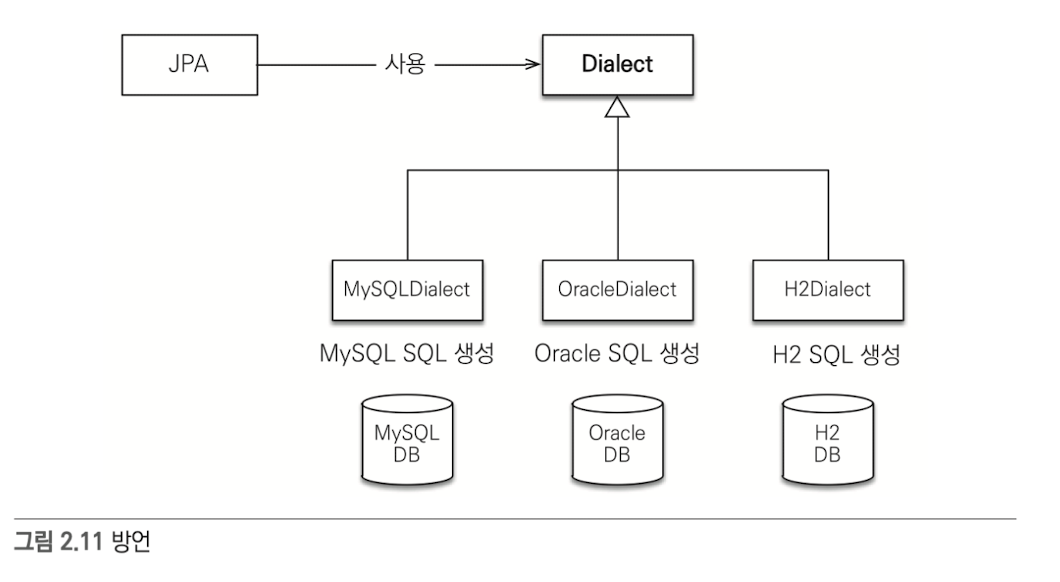 JPA
사용
Dialect
MySQLDialect
OracleDialect
H2Dialect
MySQL SQL 생성
Oracle SQL 생성
H2 SQL 생성
MySQL
DB
Oracle
DB
H2
DB
그림 2.11 방언